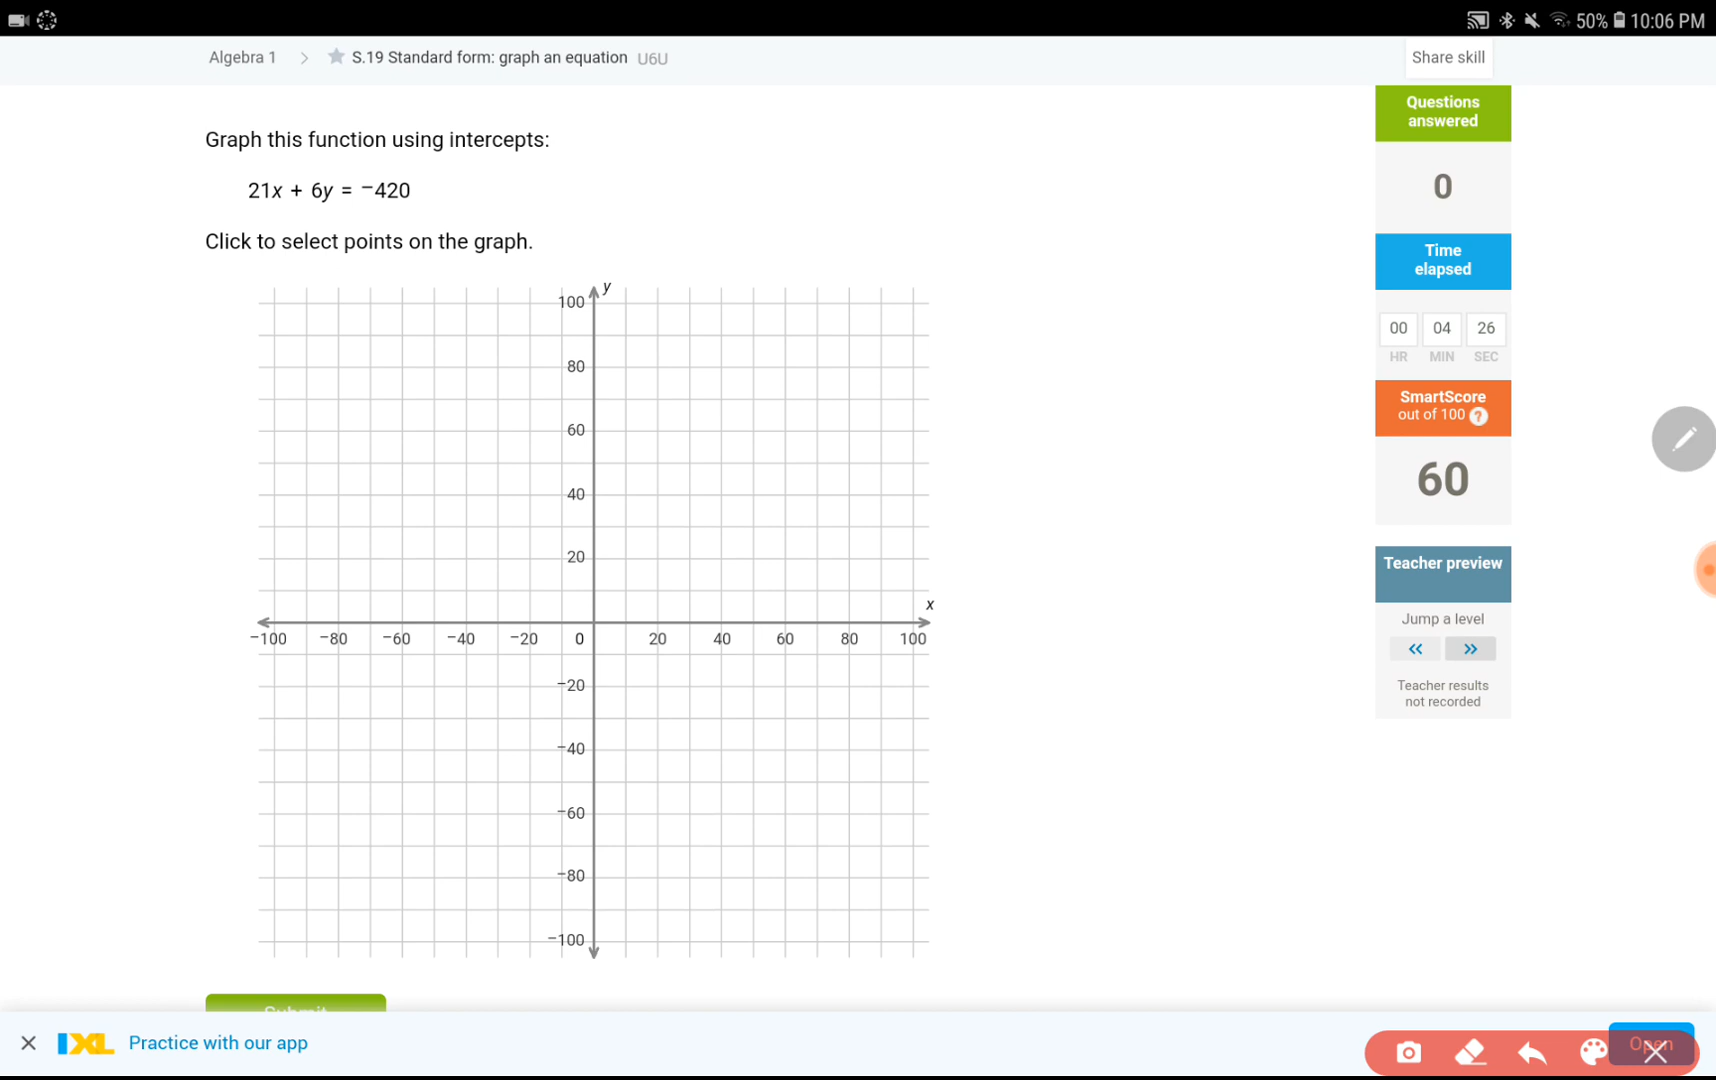 50% 10:06 PM
Algebra 1 > S.19 Standard form: graph an equation U6U
Share skill
Graph this function using intercepts:
21x + 6y = −420
Click to select points on the graph.
y
100
80
60
40
20
x
−100 −80 −60 −40 −20 0 20 40 60 80 100
−20
−40
−60
−80
−100
Submit
Questions
answered
0
Time
elapsed
00 04 26
HR MIN SEC
SmartScore
out of 100 ?
60
Teacher preview
Jump a level
Teacher results
not recorded
IXL Practice with our app
Open